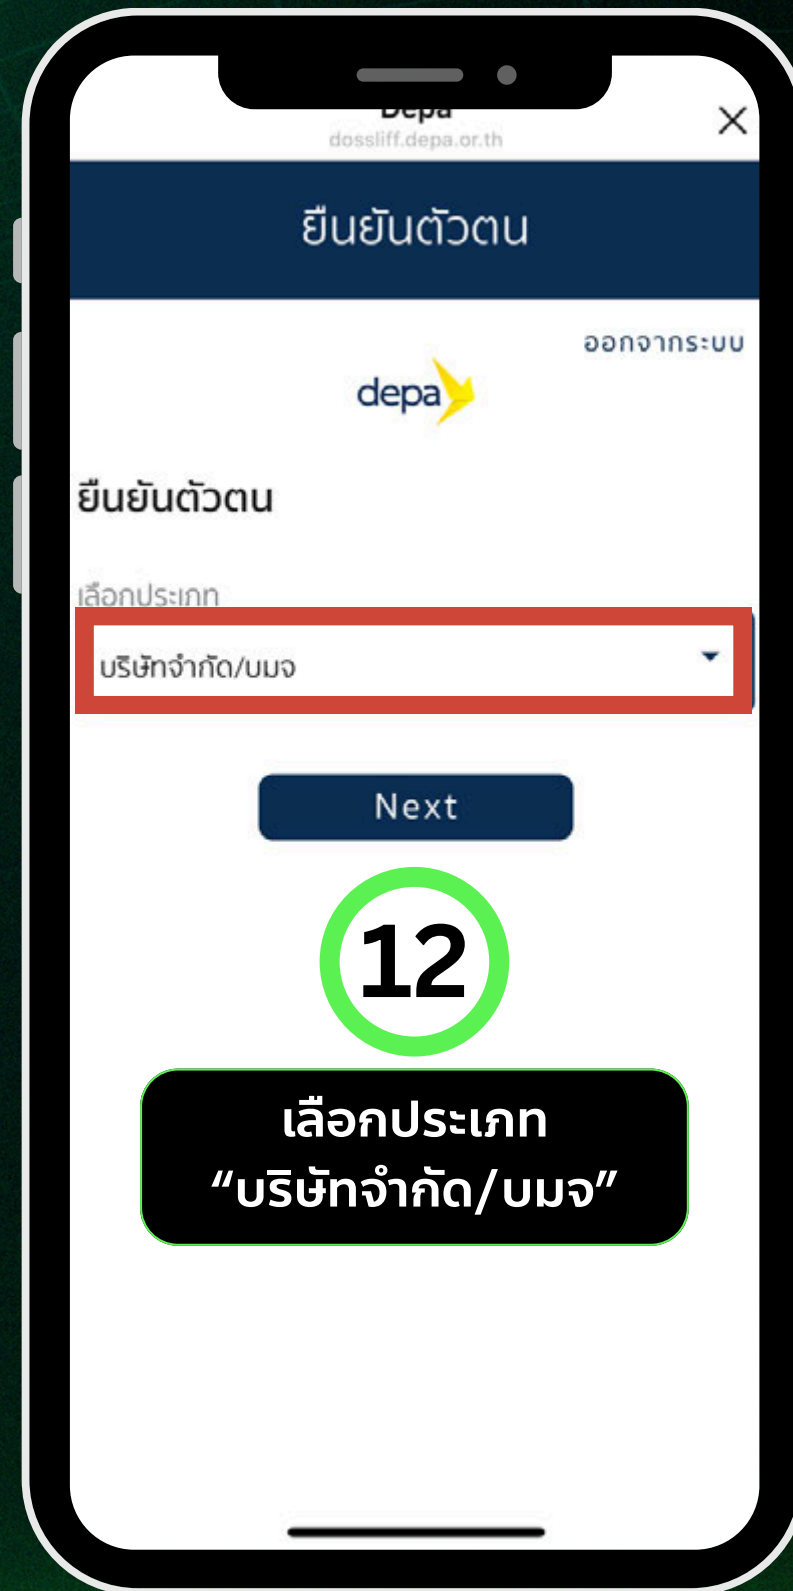 Depa
dossliff.depa.or.th
ยืนยันตัวตน
ออกจากระบบ
depa
ยืนยันตัวตน
เลือกประเภท
บริษัทจำกัด/บมจ
Next
12
เลือกประเภท
“บริษัทจำกัด/บมจ”